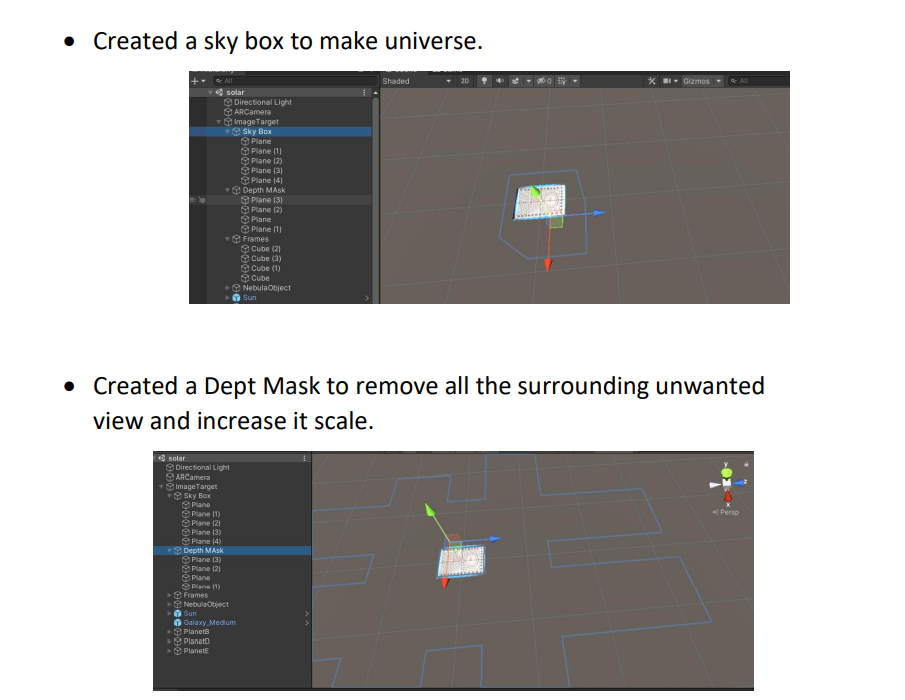 • Created a sky box to make universe.
Shaded 2D 0 Gizmos All
All
solar
Directional Light
ARCamera
ImageTarget
Sky Box
Plane
Plane (1)
Plane (2)
Plane (3)
Plane (4)
Depth MAsk
Plane (3)
Plane (2)
Plane
Plane (1)
Frames
Cube (2)
Cube (3)
Cube (1)
Cube
NebulaObject
Sun
• Created a Dept Mask to remove all the surrounding unwanted
view and increase it scale.
solar
Directional Light
ARCamera
ImageTarget
Sky Box
Plane
Plane (1)
Plane (2)
Plane (3)
Plane (4)
Depth MAsk
Plane (3)
Plane (2)
Plane
Plane (1)
Frames
NebulaObject
Sun
Galaxy_Medium
PlanetB
PlanetD
PlanetE
y
z
x
Persp